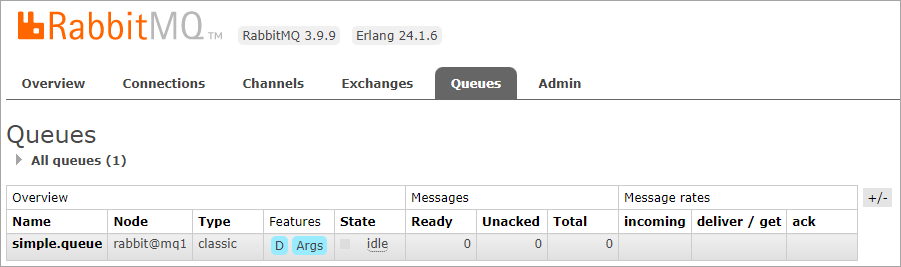 RabbitMQ TM RabbitMQ 3.9.9 Erlang 24.1.6
Overview Connections Channels Exchanges Queues Admin
Queues
All queues (1)
Overview Messages Message rates +/-
Name Node Type Features State Ready Unacked Total incoming deliver / get ack
simple.queue rabbit@mq1 classic D Args idle 0 0 0